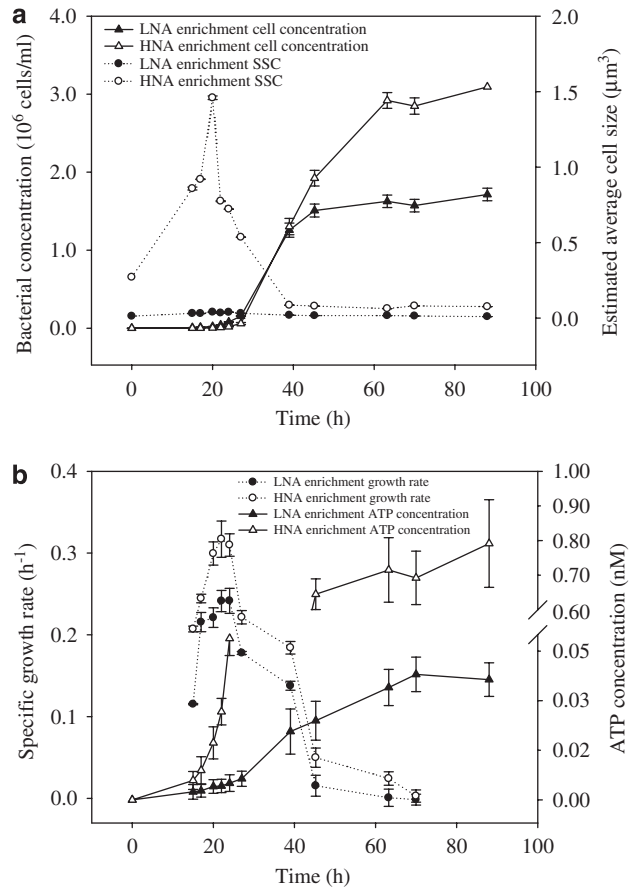 a
LNA enrichment cell concentration
HNA enrichment cell concentration
LNA enrichment SSC
HNA enrichment SSC
Bacterial concentration (10⁶ cells/ml)
4.0
3.0
2.0
1.0
0.0
Estimated average cell size (µm³)
2.0
1.5
1.0
0.5
0.0
0 20 40 60 80 100
Time (h)
b
LNA enrichment growth rate
HNA enrichment growth rate
LNA enrichment ATP concentration
HNA enrichment ATP concentration
Specific growth rate (h⁻¹)
0.4
0.3
0.2
0.1
0.0
ATP concentration (nM)
1.00
0.90
0.80
0.70
0.60
0.05
0.03
0.02
0.00
0 20 40 60 80 100
Time (h)